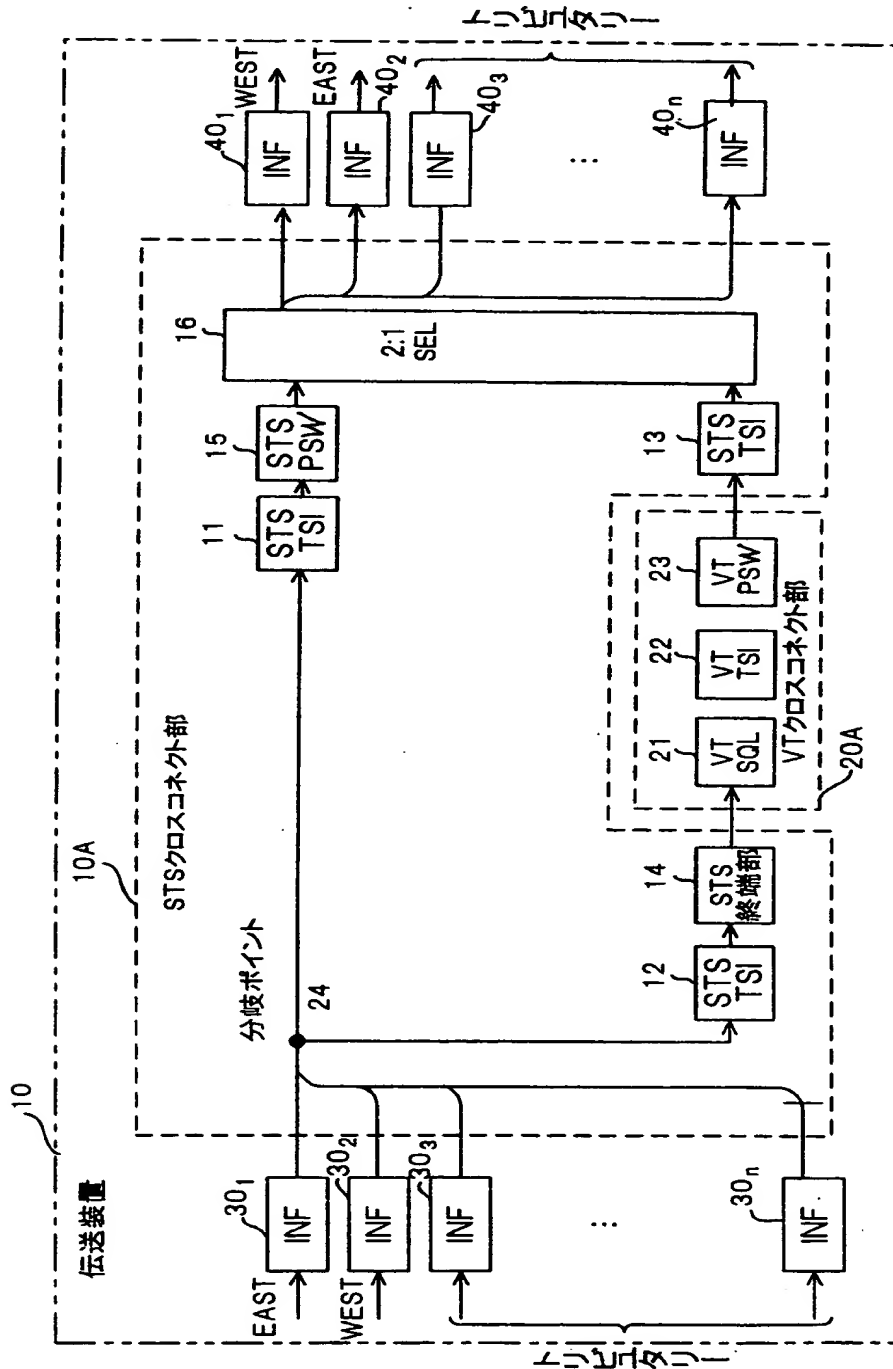 伝送装置
10
EAST
INF
30₁
WEST
INF
30₂
INF
30₃
⋮
INF
30ₙ
トリビュタリー
10A
STSクロスコネクト部
分岐ポイント
24
STS
TSI
11
STS
PSW
15
2:1
SEL
16
STS
TSI
12
STS
終端部
14
VT
SQL
21
VT
TSI
22
VT
PSW
23
VTクロスコネクト部
20A
STS
TSI
13
40₁
INF
WEST
INF
EAST
40₂
INF
40₃
⋮
INF
40ₙ
トリビュタリー